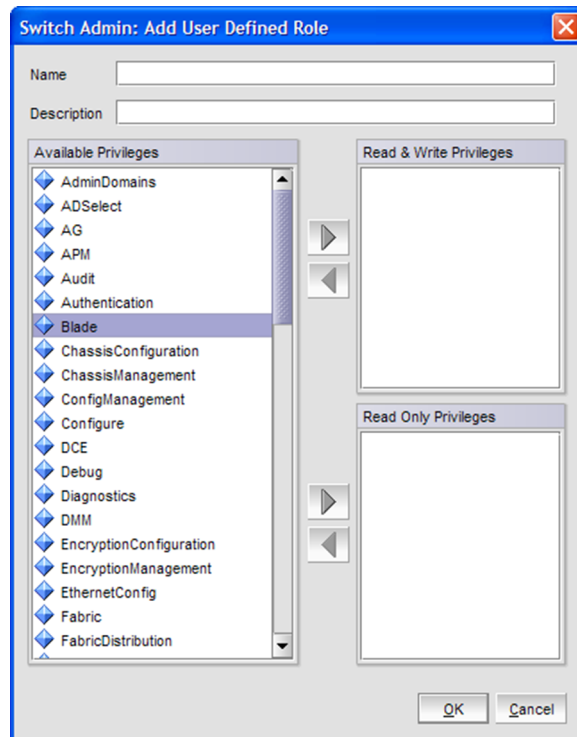 Switch Admin: Add User Defined Role
Name
Description
Available Privileges
AdminDomains
ADSelect
AG
APM
Audit
Authentication
Blade
ChassisConfiguration
ChassisManagement
ConfigManagement
Configure
DCE
Debug
Diagnostics
DMM
EncryptionConfiguration
EncryptionManagement
EthernetConfig
Fabric
FabricDistribution
Read & Write Privileges
Read Only Privileges
OK
Cancel